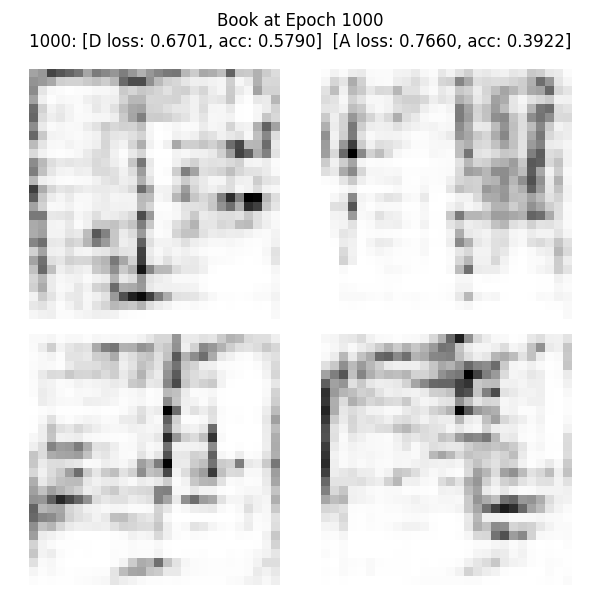 Book at Epoch 1000
1000: [D loss: 0.6701, acc: 0.5790]  [A loss: 0.7660, acc: 0.3922]